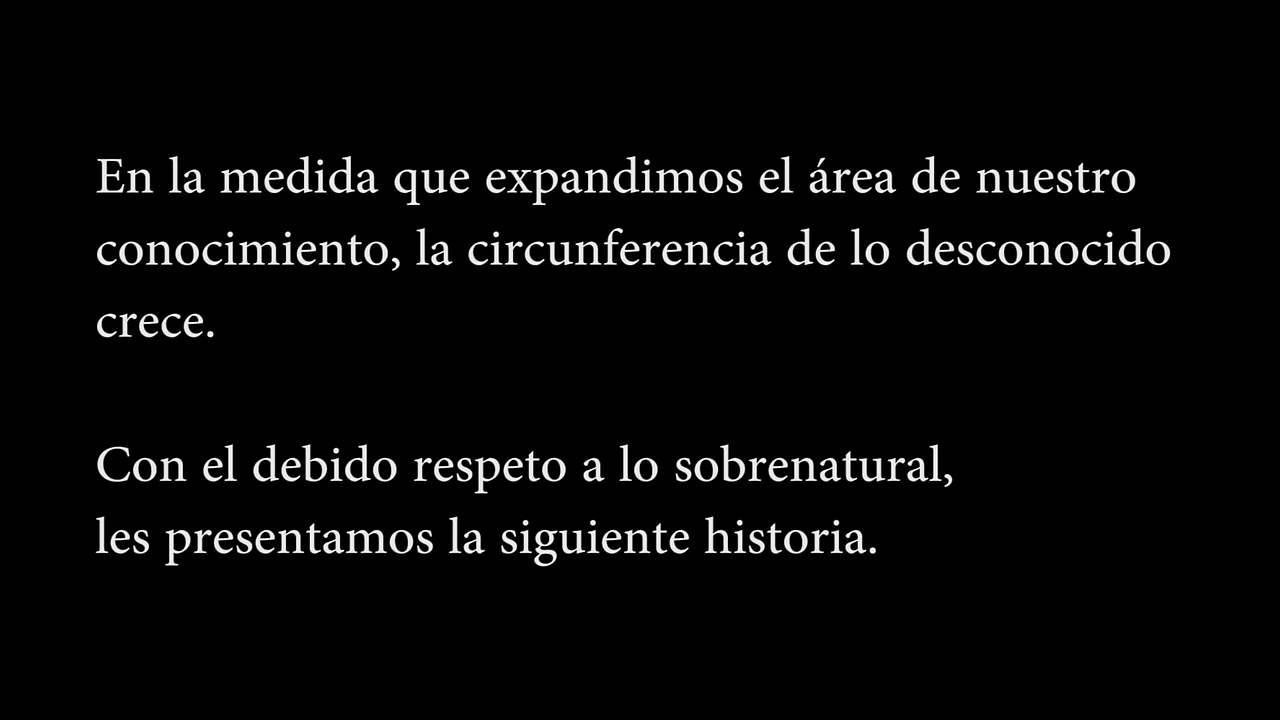 En la medida que expandimos el área de nuestro
conocimiento, la circunferencia de lo desconocido
crece.
Con el debido respeto a lo sobrenatural,
les presentamos la siguiente historia.